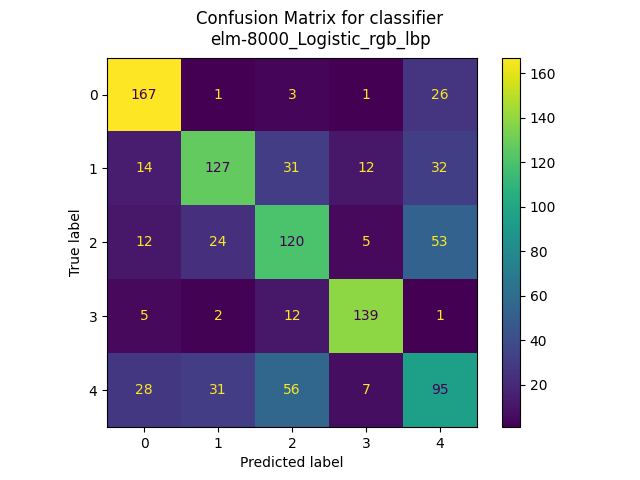 Confusion Matrix for classifier
elm-8000_Logistic_rgb_lbp
0 167 1 3 1 26
1 14 127 31 12 32
2 12 24 120 5 53
3 5 2 12 139 1
4 28 31 56 7 95
0 1 2 3 4
Predicted label
True label
160
140
120
100
80
60
40
20